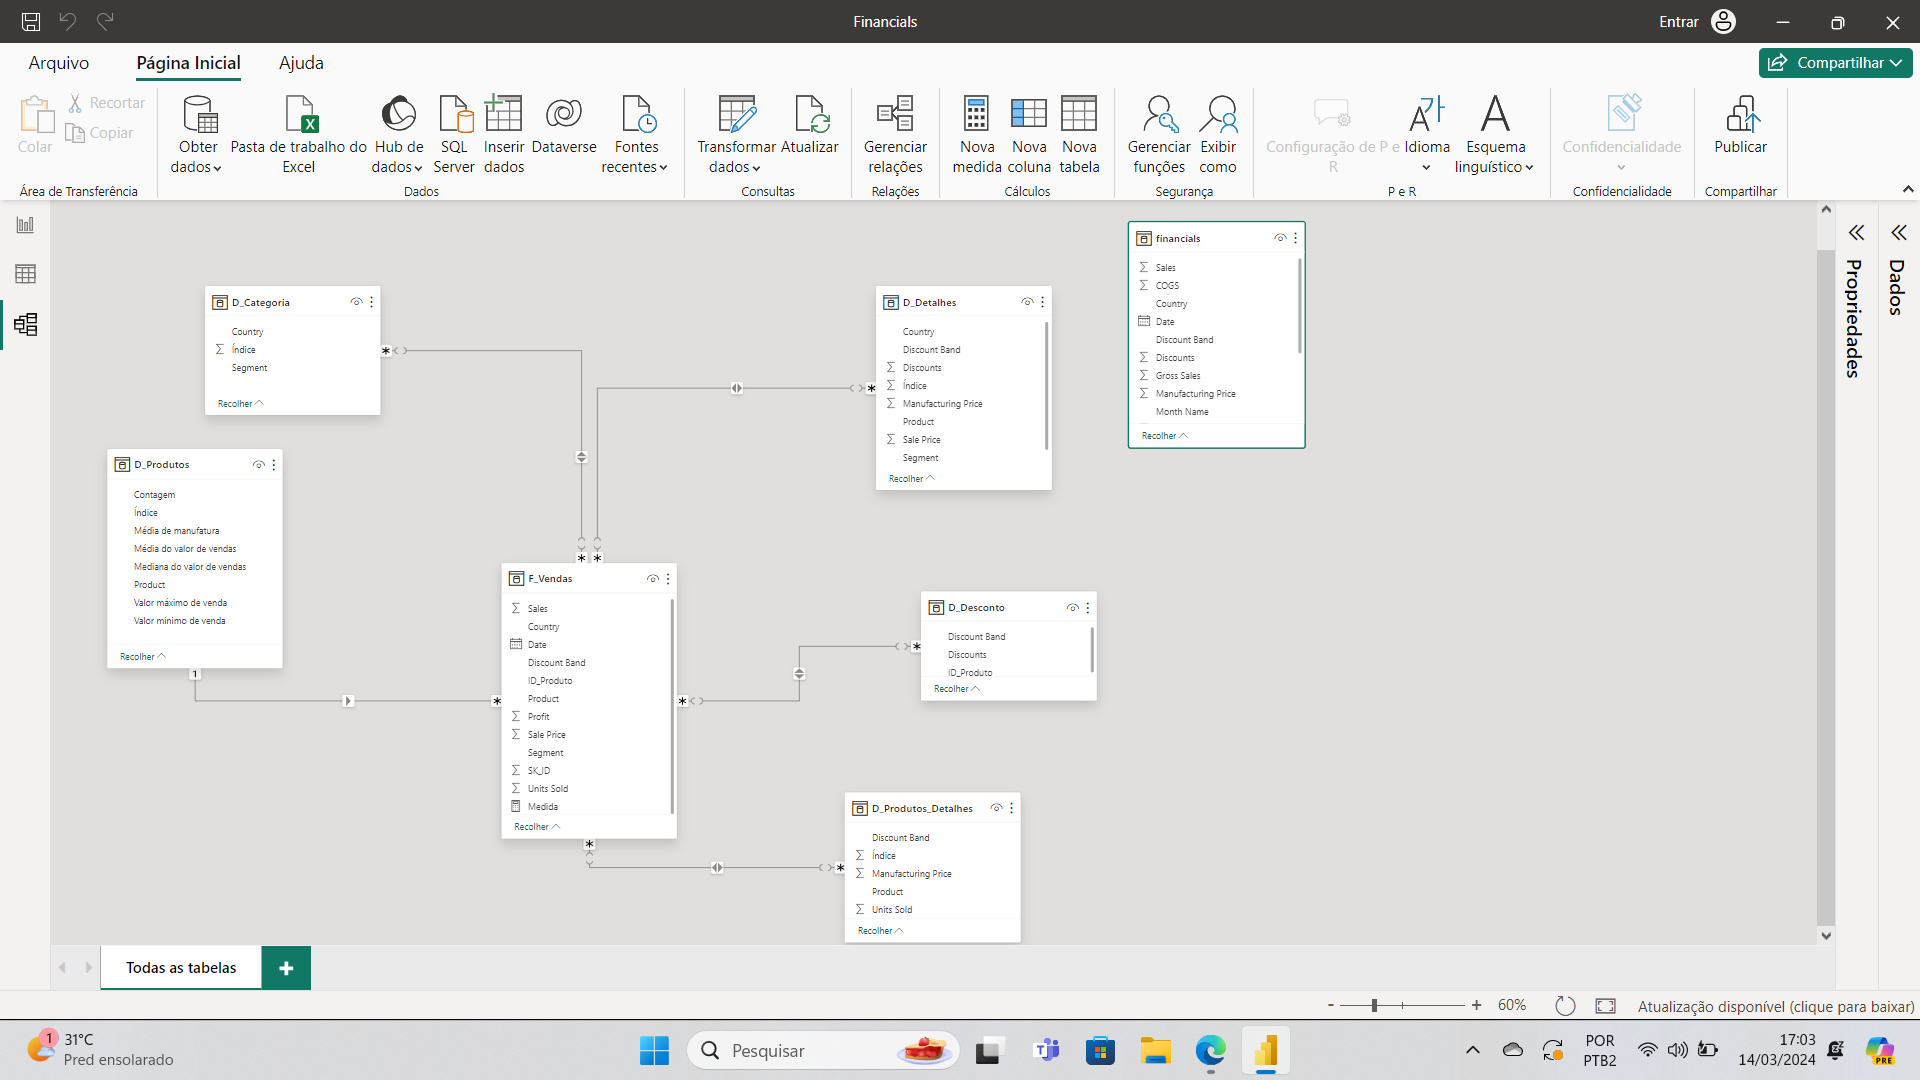 Financials
Entrar
Arquivo
Página Inicial
Ajuda
Compartilhar
Colar
Recortar
Copiar
Obter dados
Pasta de trabalho do Excel
Hub de dados
SQL Server
Inserir dados
Dataverse
Fontes recentes
Transformar dados
Atualizar
Gerenciar relações
Nova medida
Nova coluna
Nova tabela
Gerenciar funções
Exibir como
Configuração de P e R
Idioma
Esquema linguístico
Confidencialidade
Publicar
Área de Transferência
Dados
Consultas
Relações
Cálculos
Segurança
P e R
Confidencialidade
Compartilhar
D_Categoria
Country
Índice
Segment
Recolher
D_Detalhes
Country
Discount Band
Discounts
Índice
Manufacturing Price
Product
Sale Price
Segment
Recolher
financials
Sales
COGS
Country
Date
Discount Band
Discounts
Gross Sales
Manufacturing Price
Month Name
Recolher
Propriedades
Dados
D_Produtos
Contagem
Índice
Média de manufatura
Média do valor de vendas
Mediana do valor de vendas
Product
Valor máximo de venda
Valor minimo de venda
Recolher
1
F_Vendas
Sales
Country
Date
Discount Band
ID_Produto
Product
Profit
Sale Price
Segment
SK_ID
Units Sold
Medida
Recolher
D_Desconto
Discount Band
Discounts
ID_Produto
Recolher
D_Produtos_Detalhes
Discount Band
Índice
Manufacturing Price
Product
Units Sold
Recolher
Todas as tabelas
+
- + 60%
Atualização disponível (clique para baixar)
1
31°C
Pred ensolarado
Pesquisar
POR
PTB2
17:03
14/03/2024
PRE